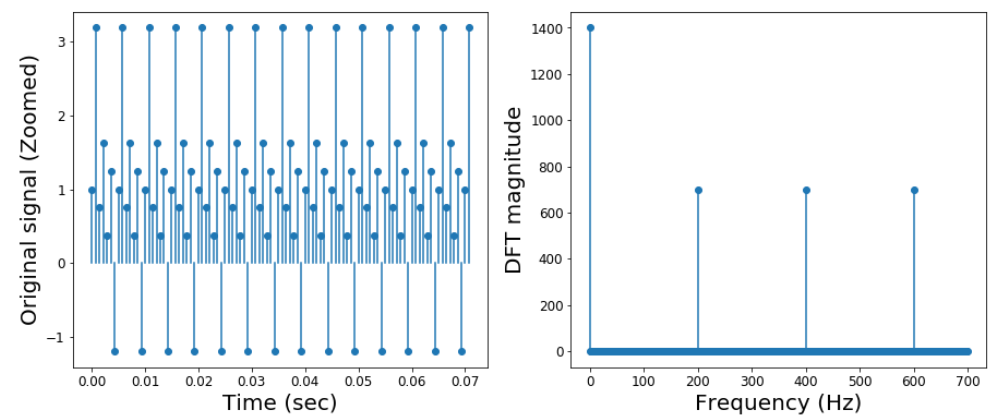 Original signal (Zoomed)
3
2
1
0
−1
0.00 0.01 0.02 0.03 0.04 0.05 0.06 0.07
Time (sec)
DFT magnitude
1400
1200
1000
800
600
400
200
0
0 100 200 300 400 500 600 700
Frequency (Hz)